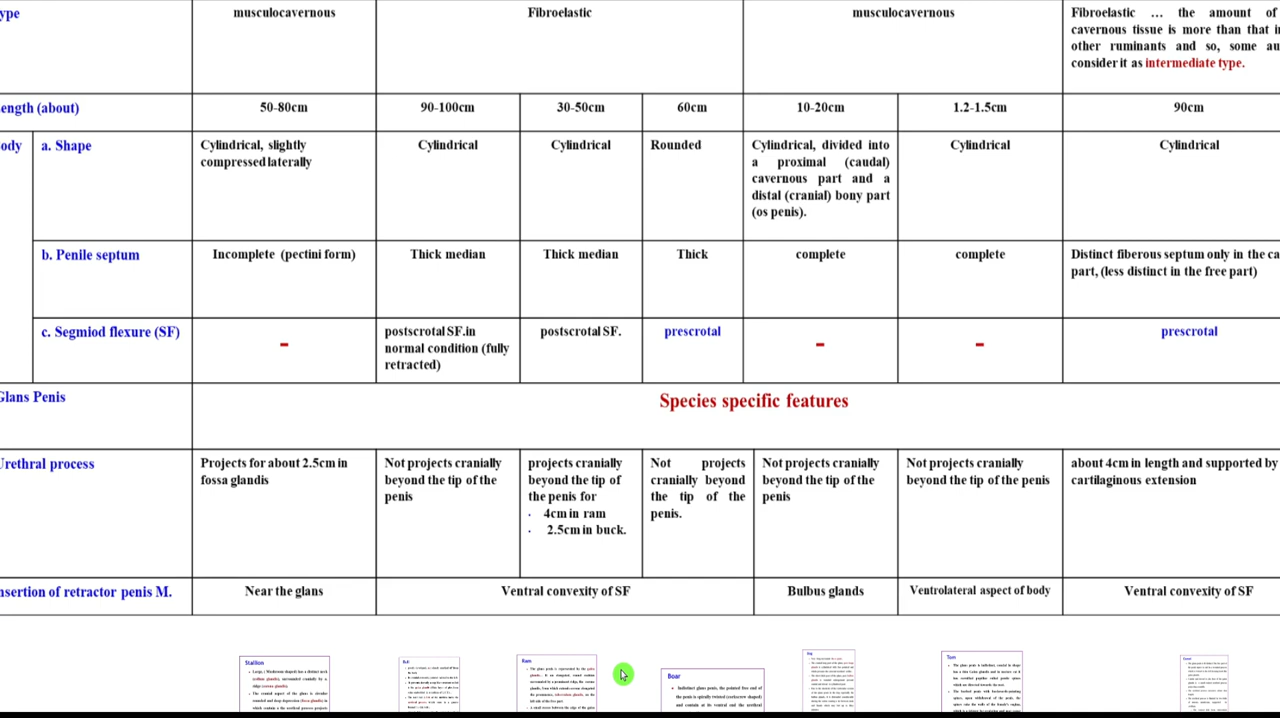 ype
musculocavernous
Fibroelastic
musculocavernous
Fibroelastic ... the amount of
cavernous tissue is more than that i
other ruminants and so, some au
consider it as intermediate type.
ength (about)
50-80cm
90-100cm
30-50cm
60cm
10-20cm
1.2-1.5cm
90cm
ody
a. Shape
Cylindrical, slightly
compressed laterally
Cylindrical
Cylindrical
Rounded
Cylindrical, divided into
a proximal (caudal)
cavernous part and a
distal (cranial) bony part
(os penis).
Cylindrical
Cylindrical
b. Penile septum
Incomplete (pectini form)
Thick median
Thick median
Thick
complete
complete
Distinct fiberous septum only in the ca
part, (less distinct in the free part)
c. Segmiod flexure (SF)
-
postscrotal SF.in
normal condition (fully
retracted)
postscrotal SF.
prescrotal
-
-
prescrotal
Glans Penis
Species specific features
Urethral process
Projects for about 2.5cm in
fossa glandis
Not projects cranially
beyond the tip of the
penis
projects cranially
beyond the tip of
the penis for
· 4cm in ram
· 2.5cm in buck.
Not projects
cranially beyond
the tip of the
penis.
Not projects cranially
beyond the tip of the
penis
Not projects cranially
beyond the tip of the penis
about 4cm in length and supported by
cartilaginous extension
nsertion of retractor penis M.
Near the glans
Ventral convexity of SF
Bulbus glands
Ventrolateral aspect of body
Ventral convexity of SF
Stallion
Bull
Ram
Boar
Dog
Tom
Camel